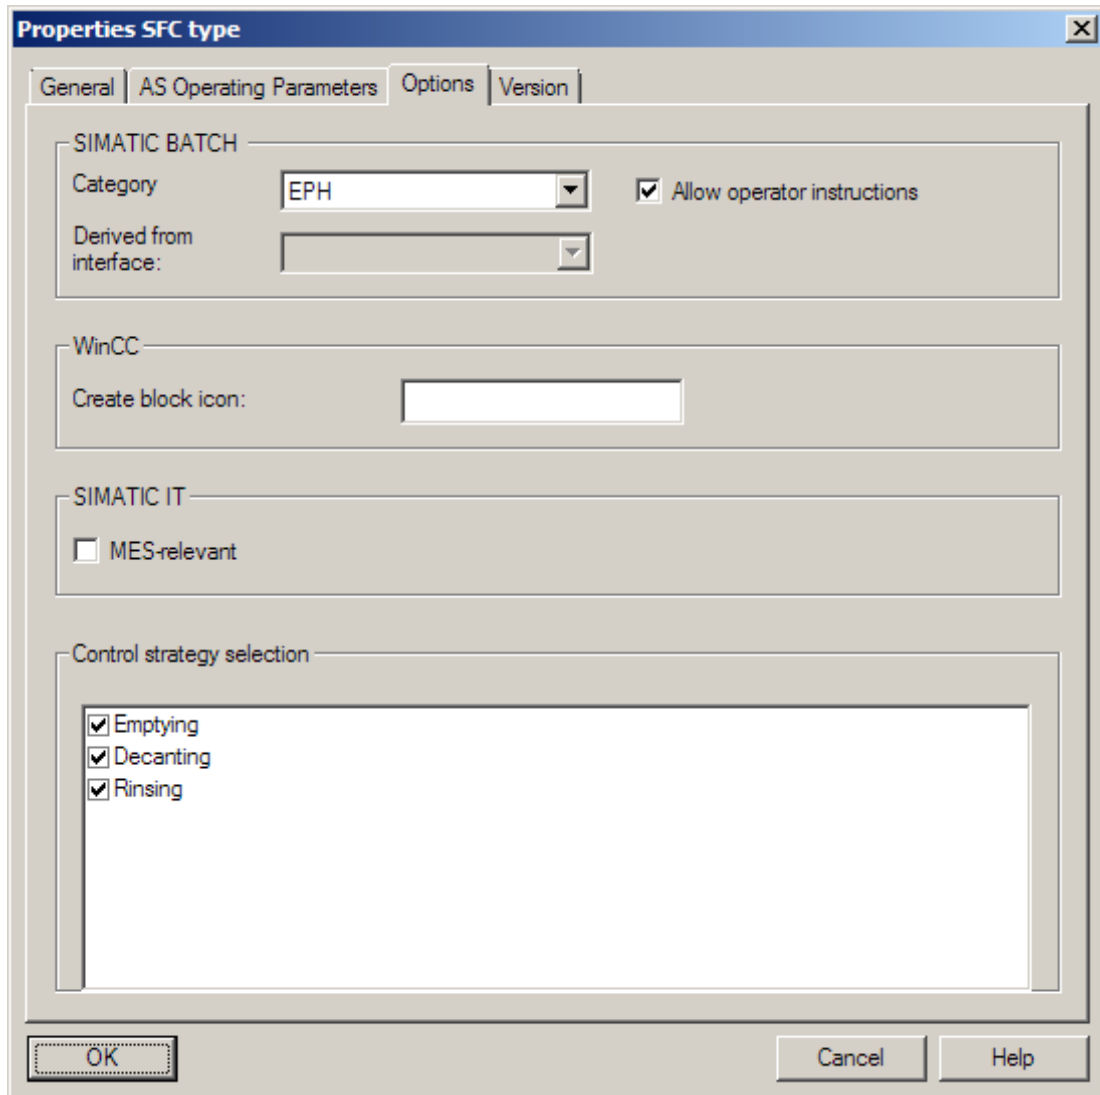 Properties SFC type
General AS Operating Parameters Options Version
SIMATIC BATCH
Category EPH Allow operator instructions
Derived from
interface:
WinCC
Create block icon:
SIMATIC IT
MES-relevant
Control strategy selection
Emptying
Decanting
Rinsing
OK Cancel Help